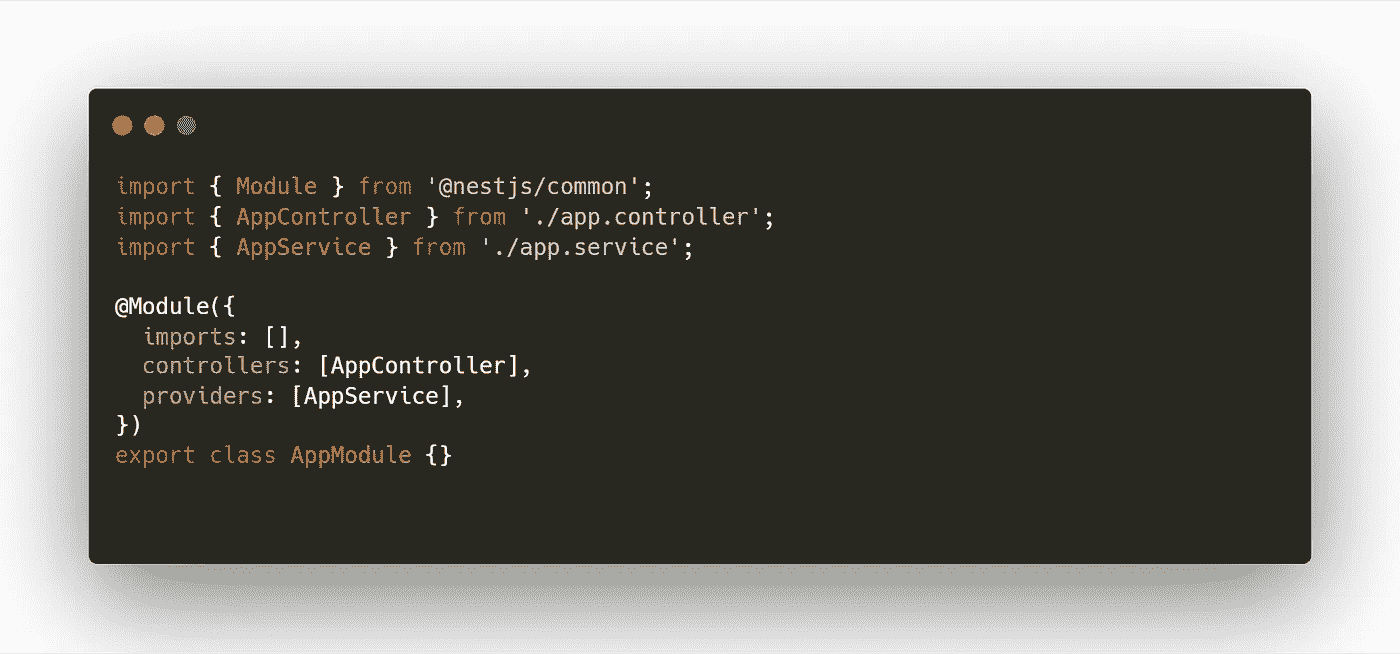 import { Module } from '@nestjs/common';
import { AppController } from './app.controller';
import { AppService } from './app.service';
@Module({
  imports: [],
  controllers: [AppController],
  providers: [AppService],
})
export class AppModule {}